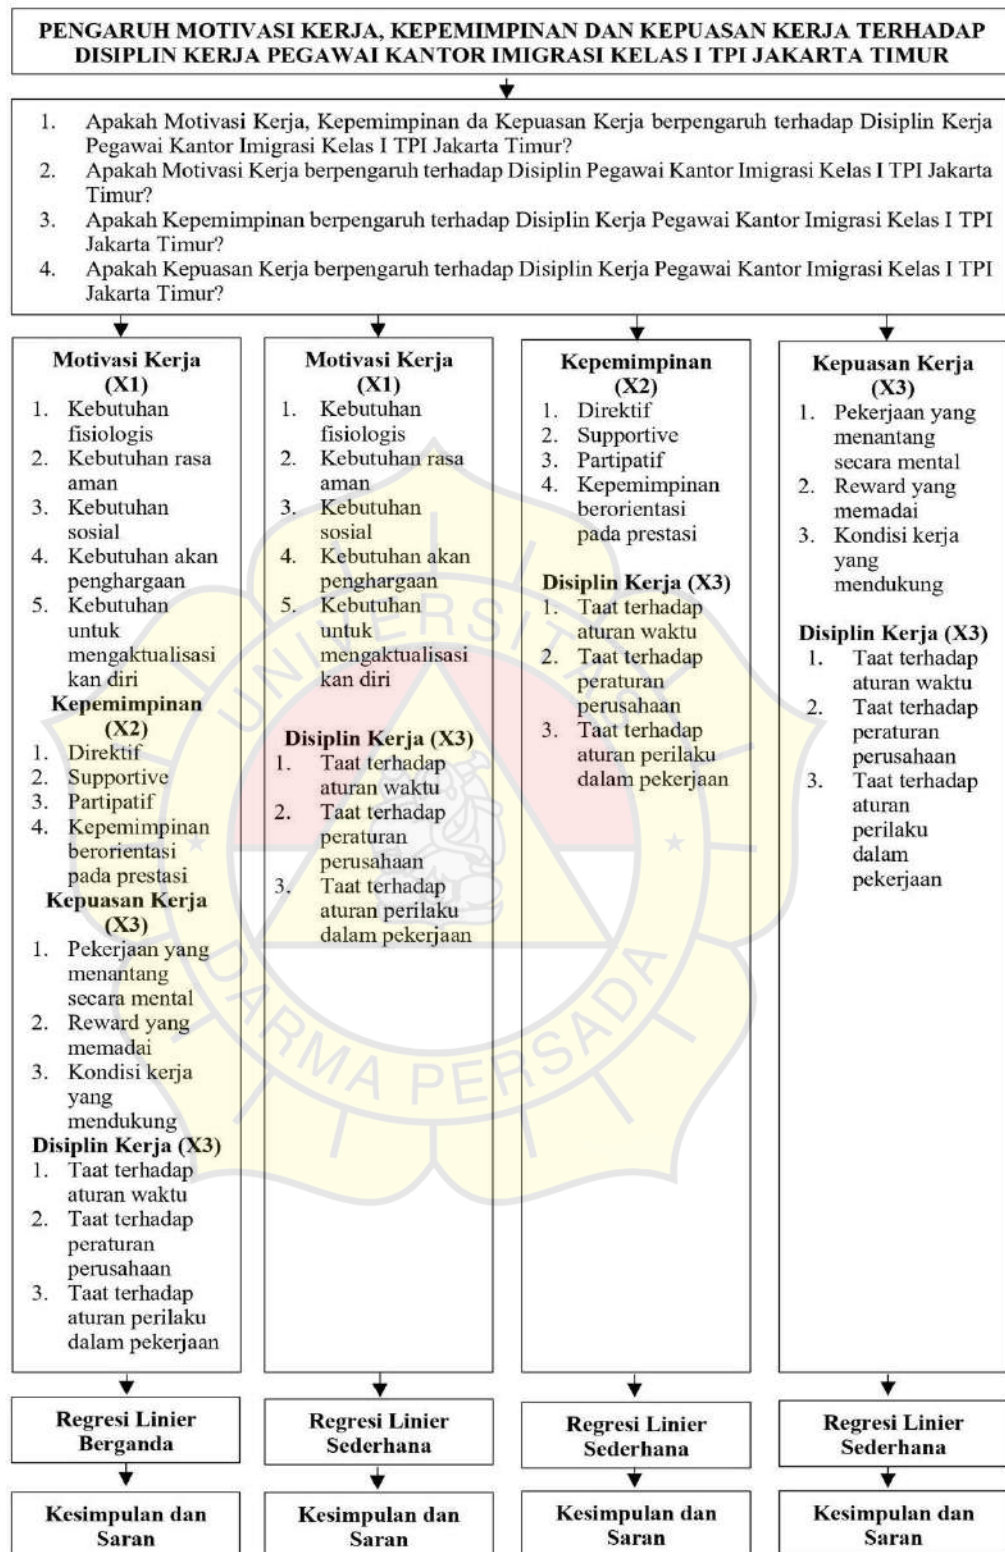 PENGARUH MOTIVASI KERJA, KEPEMIMPINAN DAN KEPUASAN KERJA TERHADAP
DISIPLIN KERJA PEGAWAI KANTOR IMIGRASI KELAS I TPI JAKARTA TIMUR
1. Apakah Motivasi Kerja, Kepemimpinan da Kepuasan Kerja berpengaruh terhadap Disiplin Kerja
Pegawai Kantor Imigrasi Kelas I TPI Jakarta Timur?
2. Apakah Motivasi Kerja berpengaruh terhadap Disiplin Pegawai Kantor Imigrasi Kelas I TPI Jakarta
Timur?
3. Apakah Kepemimpinan berpengaruh terhadap Disiplin Kerja Pegawai Kantor Imigrasi Kelas I TPI
Jakarta Timur?
4. Apakah Kepuasan Kerja berpengaruh terhadap Disiplin Kerja Pegawai Kantor Imigrasi Kelas I TPI
Jakarta Timur?
Motivasi Kerja
(X1)
1. Kebutuhan
fisiologis
2. Kebutuhan rasa
aman
3. Kebutuhan
sosial
4. Kebutuhan akan
penghargaan
5. Kebutuhan
untuk
mengaktualisasi
kan diri
Kepemimpinan
(X2)
1. Direktif
2. Supportive
3. Partipatif
4. Kepemimpinan
berorientasi
pada prestasi
Kepuasan Kerja
(X3)
1. Pekerjaan yang
menantang
secara mental
2. Reward yang
memadai
3. Kondisi kerja
yang
mendukung
Disiplin Kerja (X3)
1. Taat terhadap
aturan waktu
2. Taat terhadap
peraturan
perusahaan
3. Taat terhadap
aturan perilaku
dalam pekerjaan
Regresi Linier
Berganda
Kesimpulan dan
Saran
Motivasi Kerja
(X1)
1. Kebutuhan
fisiologis
2. Kebutuhan rasa
aman
3. Kebutuhan
sosial
4. Kebutuhan akan
penghargaan
5. Kebutuhan
untuk
mengaktualisasi
kan diri
Disiplin Kerja (X3)
1. Taat terhadap
aturan waktu
2. Taat terhadap
peraturan
perusahaan
3. Taat terhadap
aturan perilaku
dalam pekerjaan
Regresi Linier
Sederhana
Kesimpulan dan
Saran
Kepemimpinan
(X2)
1. Direktif
2. Supportive
3. Partipatif
4. Kepemimpinan
berorientasi
pada prestasi
Disiplin Kerja (X3)
1. Taat terhadap
aturan waktu
2. Taat terhadap
peraturan
perusahaan
3. Taat terhadap
aturan perilaku
dalam pekerjaan
Regresi Linier
Sederhana
Kesimpulan dan
Saran
Kepuasan Kerja
(X3)
1. Pekerjaan yang
menantang
secara mental
2. Reward yang
memadai
3. Kondisi kerja
yang
mendukung
Disiplin Kerja (X3)
1. Taat terhadap
aturan waktu
2. Taat terhadap
peraturan
perusahaan
3. Taat terhadap
aturan
perilaku
dalam
pekerjaan
Regresi Linier
Sederhana
Kesimpulan dan
Saran
UNIVERSITAS
DARMA PERSADA